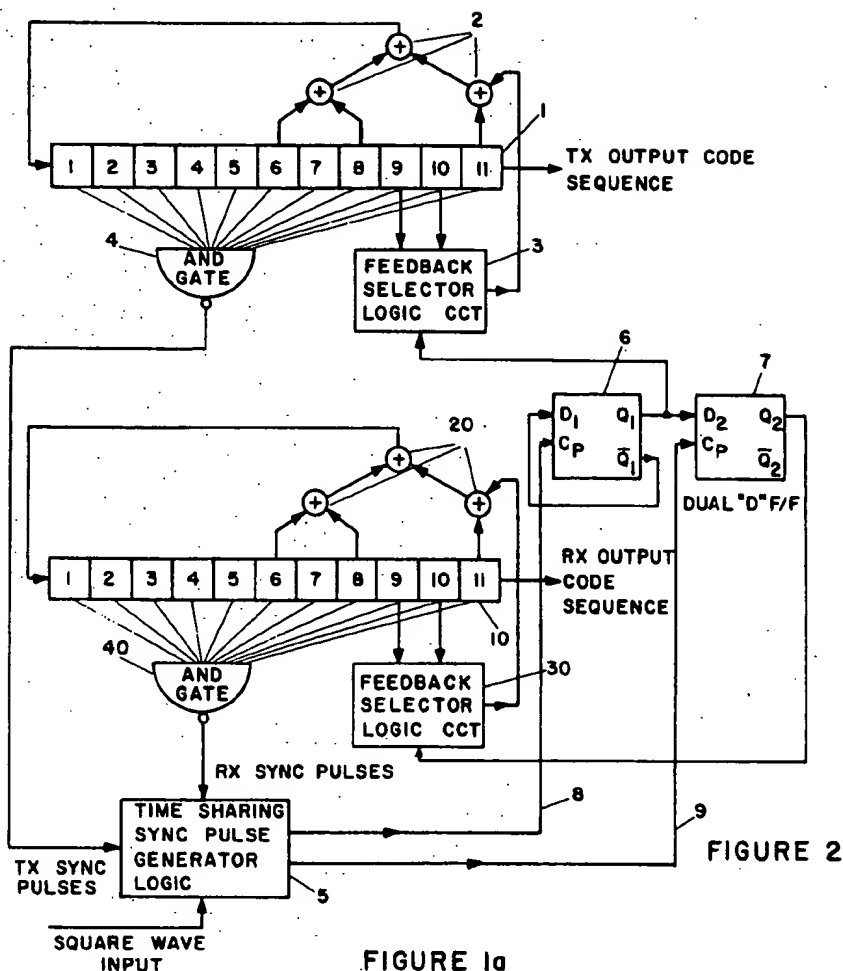 2
1
1 2 3 4 5 6 7 8 9 10 11
TX OUTPUT CODE
SEQUENCE
4
AND
GATE
3
FEEDBACK
SELECTOR
LOGIC CCT
6
7
D1 Q1
CP
Q̄1
D2 Q2
CP
Q̄2
DUAL "D" F/F
20
1 2 3 4 5 6 7 8 9 10 11
RX OUTPUT
CODE
SEQUENCE
10
40
AND
GATE
30
FEEDBACK
SELECTOR
LOGIC CCT
RX SYNC PULSES
8
9
TIME SHARING
SYNC PULSE
GENERATOR
LOGIC
5
TX SYNC
PULSES
SQUARE WAVE
INPUT
FIGURE 2
FIGURE 1a